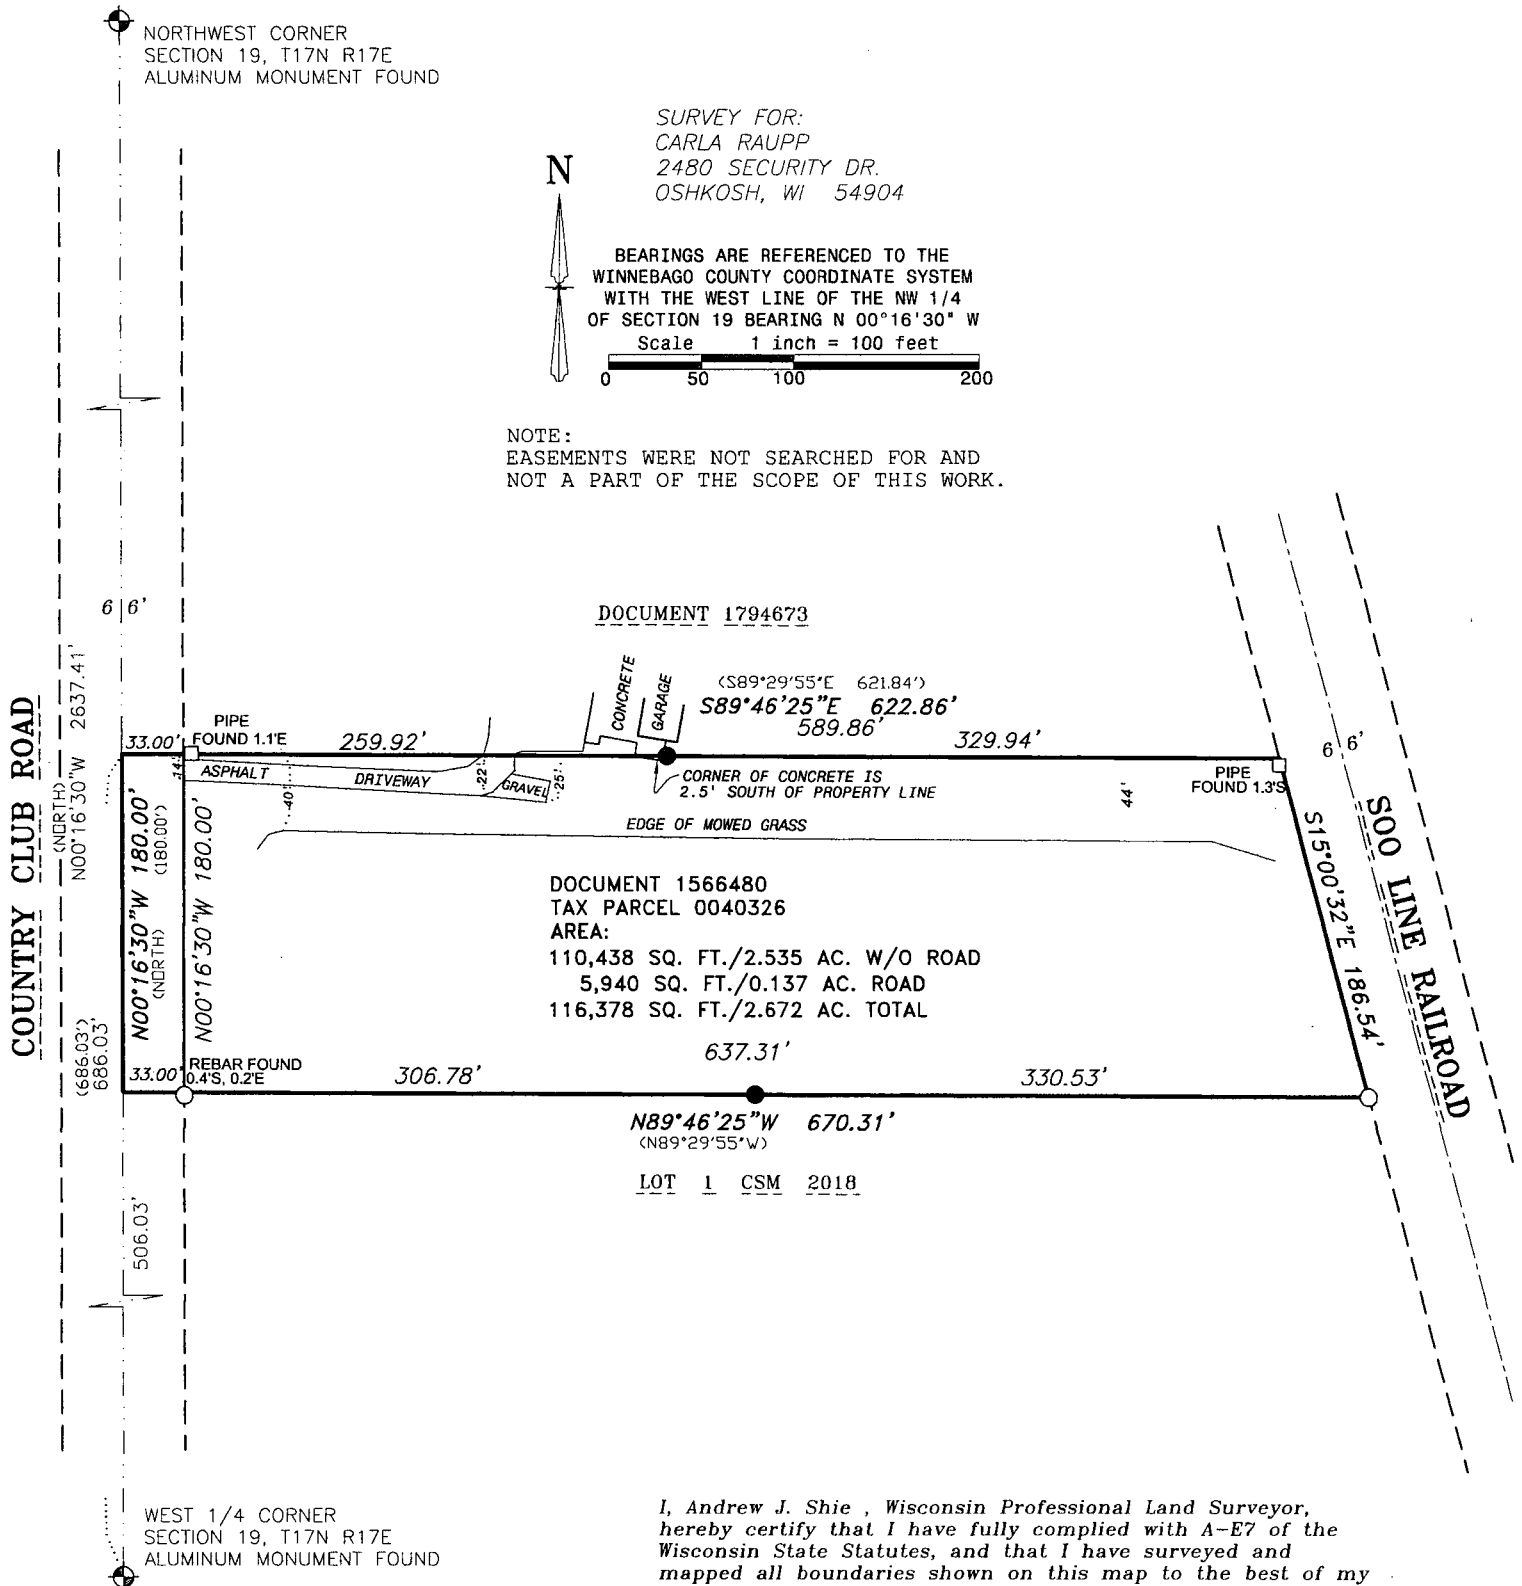 NORTHWEST CORNER
SECTION 19, T17N R17E
ALUMINUM MONUMENT FOUND
SURVEY FOR:
CARLA RAUPP
2480 SECURITY DR.
OSHKOSH, WI 54904
N
BEARINGS ARE REFERENCED TO THE
WINNEBAGO COUNTY COORDINATE SYSTEM
WITH THE WEST LINE OF THE NW 1/4
OF SECTION 19 BEARING N 00°16'30" W
Scale 1 inch = 100 feet
0 50 100 200
NOTE:
EASEMENTS WERE NOT SEARCHED FOR AND
NOT A PART OF THE SCOPE OF THIS WORK.
66'
DOCUMENT 1794673
COUNTRY CLUB ROAD
(NORTH)
N00°16'30"W 2637.41'
(686.03')
686.03'
506.03'
CONCRETE
GARAGE
(S89°29'55"E 621.84')
S89°46'25"E 622.86'
589.86'
PIPE
FOUND 1.1'E
33.00'
259.92'
329.94'
66'
14'
ASPHALT
DRIVEWAY
40'
22'
GRAVEL
25'
CORNER OF CONCRETE IS
2.5' SOUTH OF PROPERTY LINE
44'
PIPE
FOUND 1.3'S
EDGE OF MOWED GRASS
SOO LINE RAILROAD
S15°00'32"E 186.54'
N00°16'30"W 180.00'
(NORTH) (180.00')
N00°16'30"W 180.00'
DOCUMENT 1566480
TAX PARCEL 0040326
AREA:
110,438 SQ. FT./2.535 AC. W/O ROAD
5,940 SQ. FT./0.137 AC. ROAD
116,378 SQ. FT./2.672 AC. TOTAL
637.31'
REBAR FOUND
0.4'S, 0.2'E
33.00'
306.78'
330.53'
N89°46'25"W 670.31'
(N89°29'55"W)
LOT 1 CSM 2018
WEST 1/4 CORNER
SECTION 19, T17N R17E
ALUMINUM MONUMENT FOUND
I, Andrew J. Shie , Wisconsin Professional Land Surveyor,
hereby certify that I have fully complied with A-E7 of the
Wisconsin State Statutes, and that I have surveyed and
mapped all boundaries shown on this map to the best of my